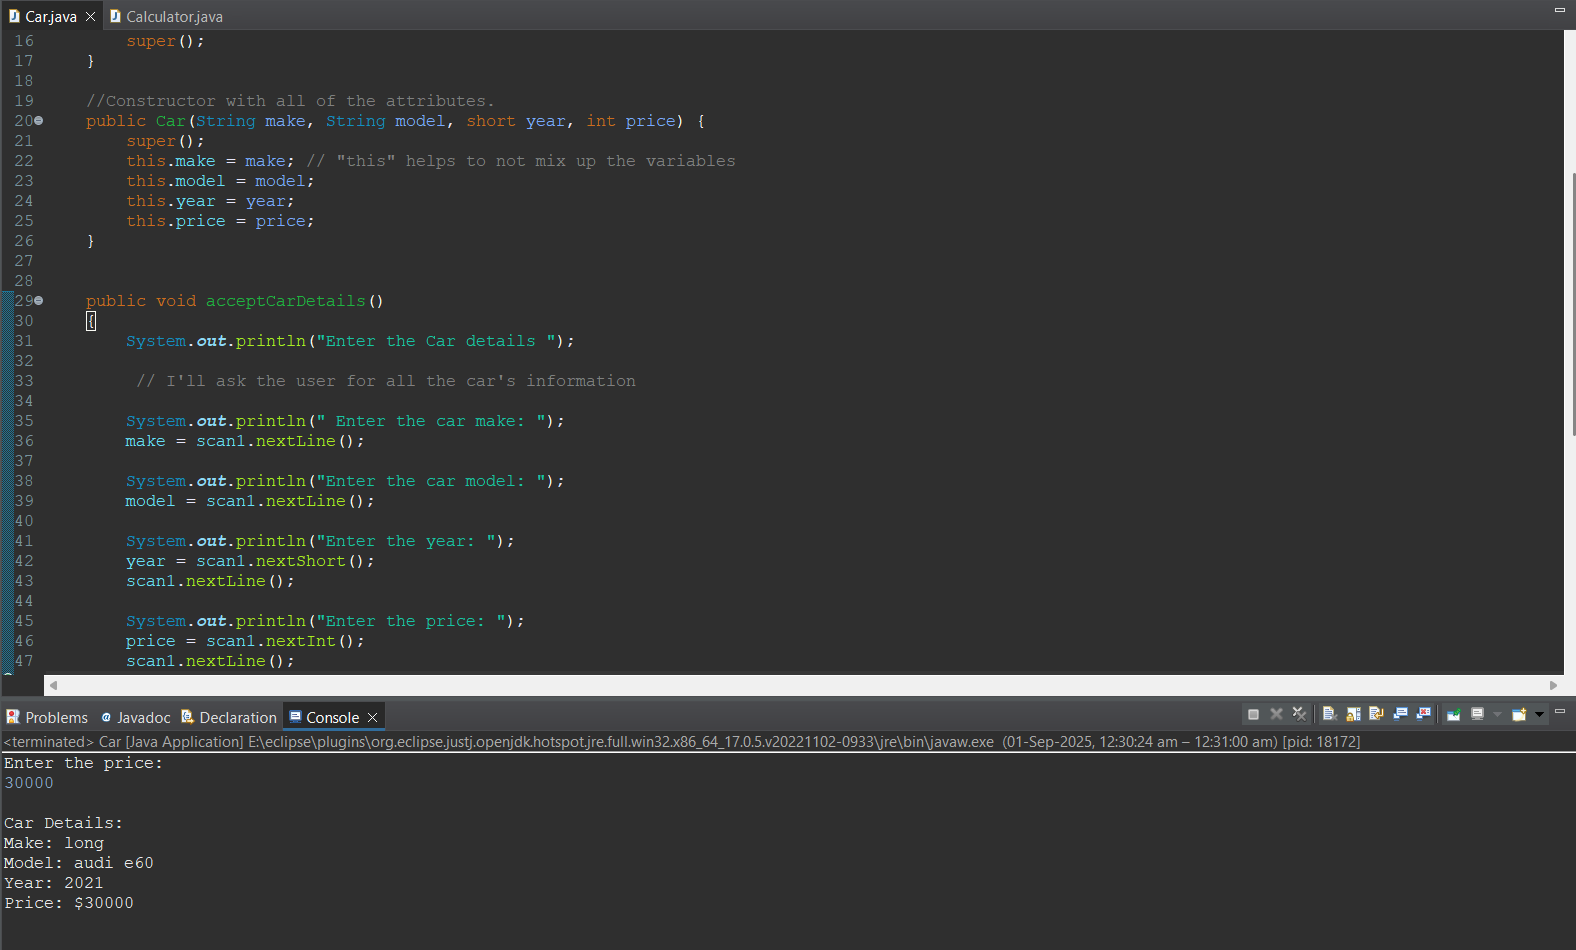 Car.java Calculator.java
16 super();
17 }
18
19 //Constructor with all of the attributes.
20 public Car(String make, String model, short year, int price) {
21 super();
22 this.make = make; // "this" helps to not mix up the variables
23 this.model = model;
24 this.year = year;
25 this.price = price;
26 }
27
28
29 public void acceptCarDetails()
30 {
31 System.out.println("Enter the Car details ");
32
33 // I'll ask the user for all the car's information
34
35 System.out.println(" Enter the car make: ");
36 make = scan1.nextLine();
37
38 System.out.println("Enter the car model: ");
39 model = scan1.nextLine();
40
41 System.out.println("Enter the year: ");
42 year = scan1.nextShort();
43 scan1.nextLine();
44
45 System.out.println("Enter the price: ");
46 price = scan1.nextInt();
47 scan1.nextLine();
Problems @ Javadoc Declaration Console
<terminated> Car [Java Application] E:\eclipse\plugins\org.eclipse.justj.openjdk.hotspot.jre.full.win32.x86_64_17.0.5.v20221102-0933\jre\bin\javaw.exe (01-Sep-2025, 12:30:24 am – 12:31:00 am) [pid: 18172]
Enter the price:
30000
Car Details:
Make: long
Model: audi e60
Year: 2021
Price: $30000